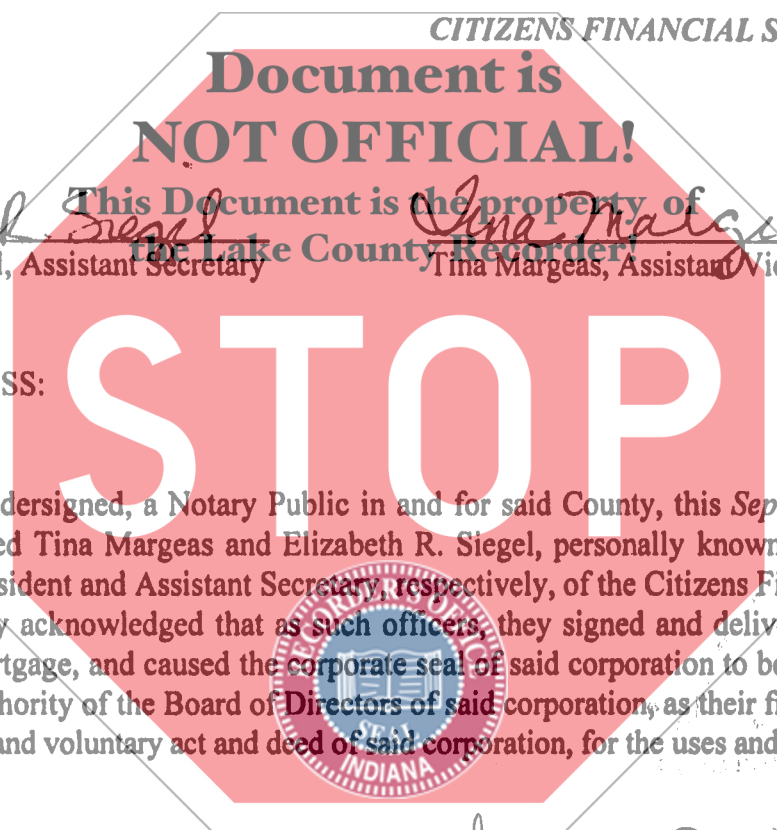 CITIZENS FINANCIAL S
Document is
NOT OFFICIAL!
This Document is the property of
the Lake County Recorder!
R. Siegel
Tina Marge
, Assistant Secretary
Tina Margeas, Assistant Vic
STOP
SS:
dersigned, a Notary Public in and for said County, this Sep
ed Tina Margeas and Elizabeth R. Siegel, personally known
sident and Assistant Secretary, respectively, of the Citizens Fi
y acknowledged that as such officers, they signed and deliv
rtgage, and caused the corporate seal of said corporation to be
hority of the Board of Directors of said corporation, as their f
and voluntary act and deed of said corporation, for the uses and
RECORDER'S OFFICE
SEAL
INDIANA